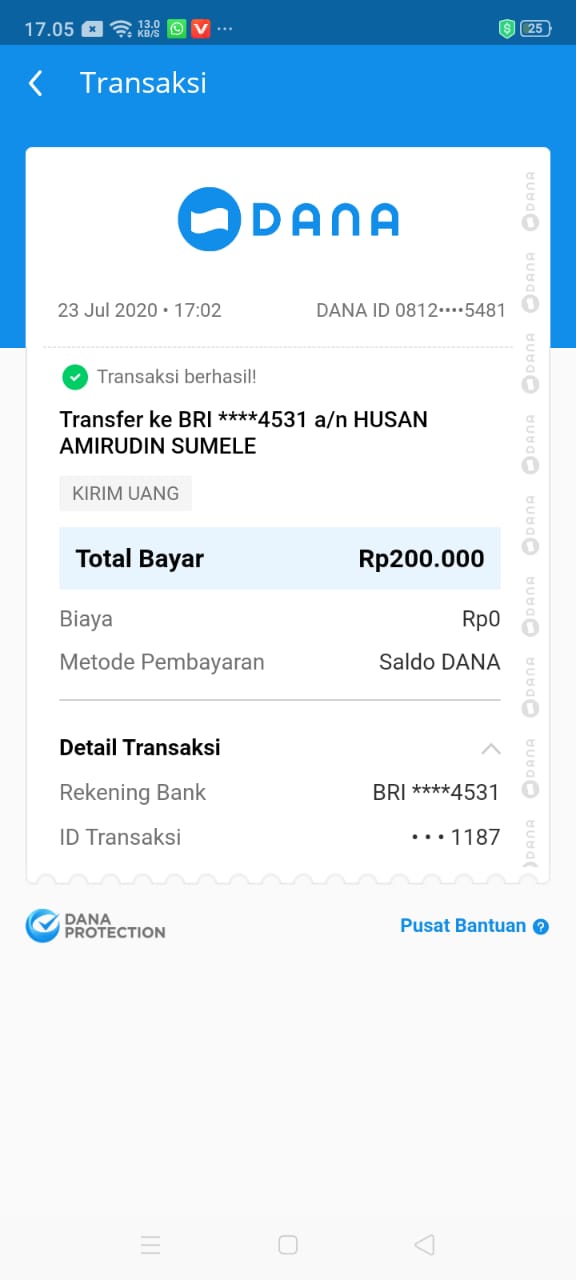 17.05 13.0 KB/S 25
Transaksi
DANA
23 Jul 2020 • 17:02 DANA ID 0812••••5481
Transaksi berhasil!
Transfer ke BRI ****4531 a/n HUSAN
AMIRUDIN SUMELE
KIRIM UANG
Total Bayar Rp200.000
Biaya Rp0
Metode Pembayaran Saldo DANA
Detail Transaksi
Rekening Bank BRI ****4531
ID Transaksi • • • 1187
DANA
DANA
DANA
DANA
DANA
DANA
DANA
DANA
DANA
DANA
PROTECTION
Pusat Bantuan ?